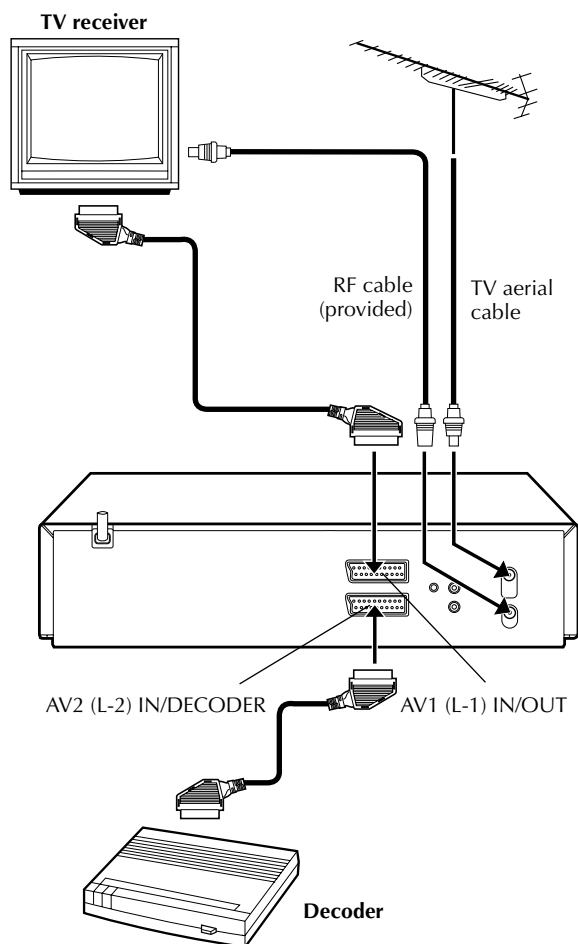 TV receiver
RF cable
(provided)
TV aerial
cable
AV2 (L-2) IN/DECODER
AV1 (L-1) IN/OUT
Decoder